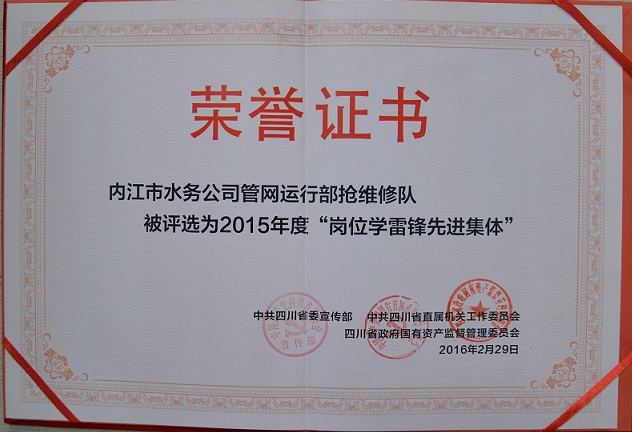 荣誉证书
内江市水务公司管网运行部抢维修队
被评选为2015年度“岗位学雷锋先进集体”
中共四川省委宣传部 中共四川省直属机关工作委员会
四川省政府国有资产监督管理委员会
2016年2月29日
宣传部